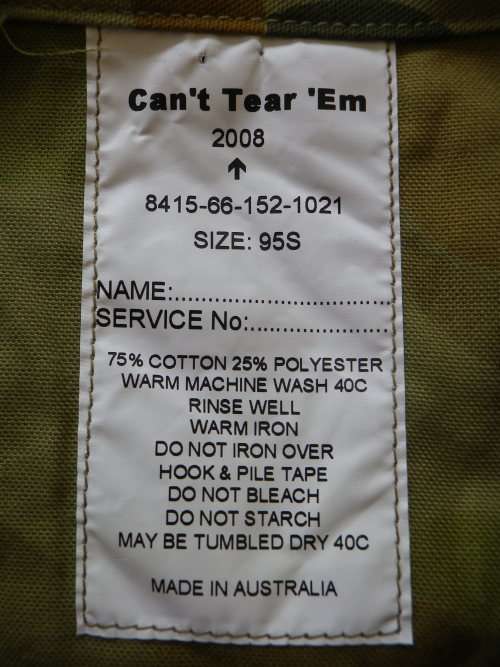 Can't Tear 'Em
2008
↑
8415-66-152-1021
SIZE: 95S
NAME:.................................
SERVICE No:.....................
75% COTTON 25% POLYESTER
WARM MACHINE WASH 40C
RINSE WELL
WARM IRON
DO NOT IRON OVER
HOOK & PILE TAPE
DO NOT BLEACH
DO NOT STARCH
MAY BE TUMBLED DRY 40C
MADE IN AUSTRALIA